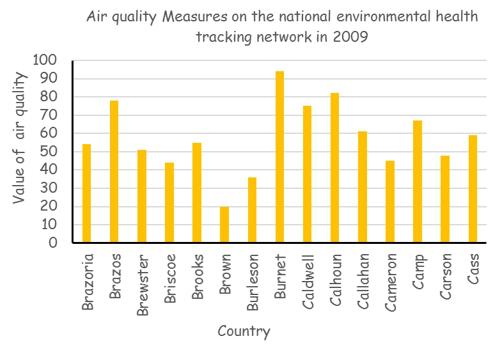 Air quality Measures on the national environmental health
tracking network in 2009
Value of air quality
100
90
80
70
60
50
40
30
20
10
0
Brazoria
Brazos
Brewster
Briscoe
Brooks
Brown
Burleson
Burnet
Caldwell
Calhoun
Callahan
Cameron
Camp
Carson
Cass
Country